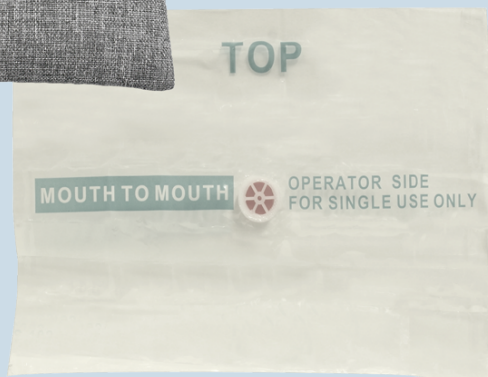 TOP
MOUTH TO MOUTH
OPERATOR SIDE
FOR SINGLE USE ONLY